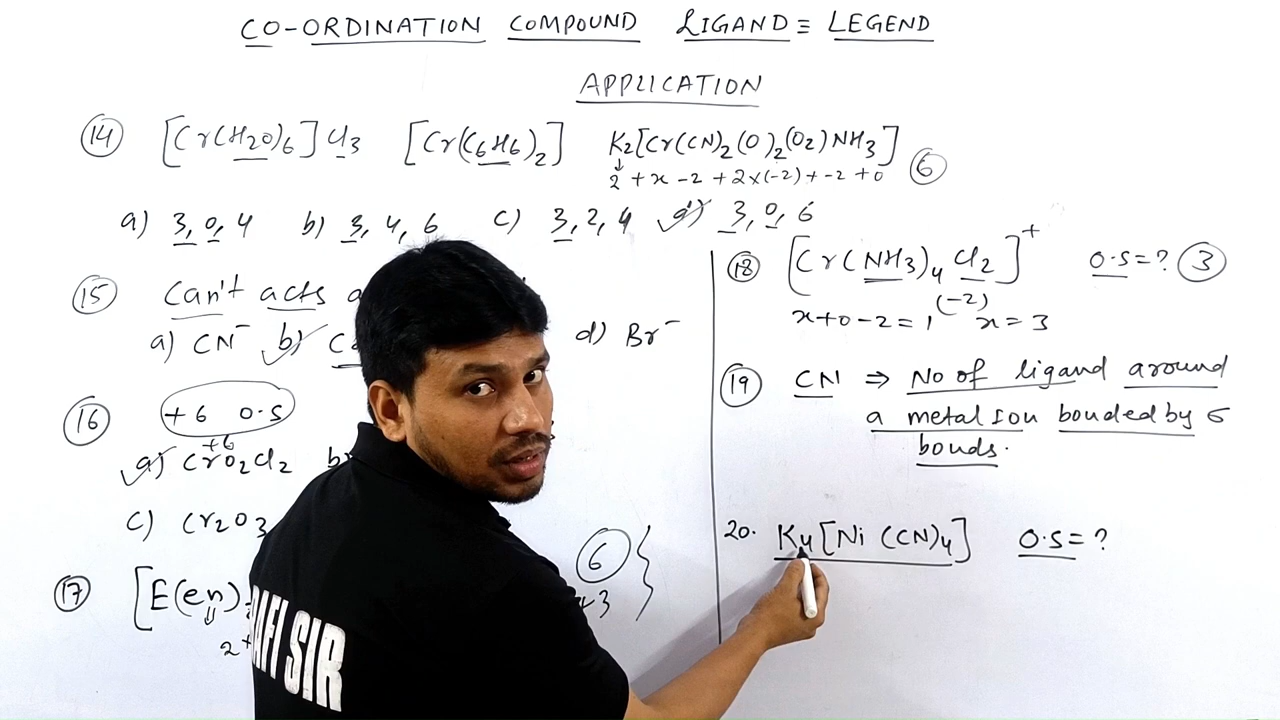 CO-ORDINATION COMPOUND LIGAND ≡ LEGEND
APPLICATION
14 [Cr(H2O)6]Cl3 [Cr(C6H6)2] K2[Cr(CN)2(O)2(O2)NH3] 6
2 + x - 2 + 2×(-2) + -2 + 0
a) 3, 0, 4 b) 3, 4, 6 c) 3, 2, 4 d) 3, 0, 6
15 Can't acts
a) CN⁻ b) d) Br⁻
16 +6 O.S
+6
a) CrO2Cl2
c) Cr2O3
17 [E(en)
2
6
+3
18 [Cr(NH3)4 Cl2]⁺ O.S = ? 3
(-2)
x+0-2 = 1 x = 3
19 CN ⇒ No of ligand around
a metal Ion bonded by σ
bonds.
20. K4[Ni (CN)4] O.S = ?
RAFI SIR